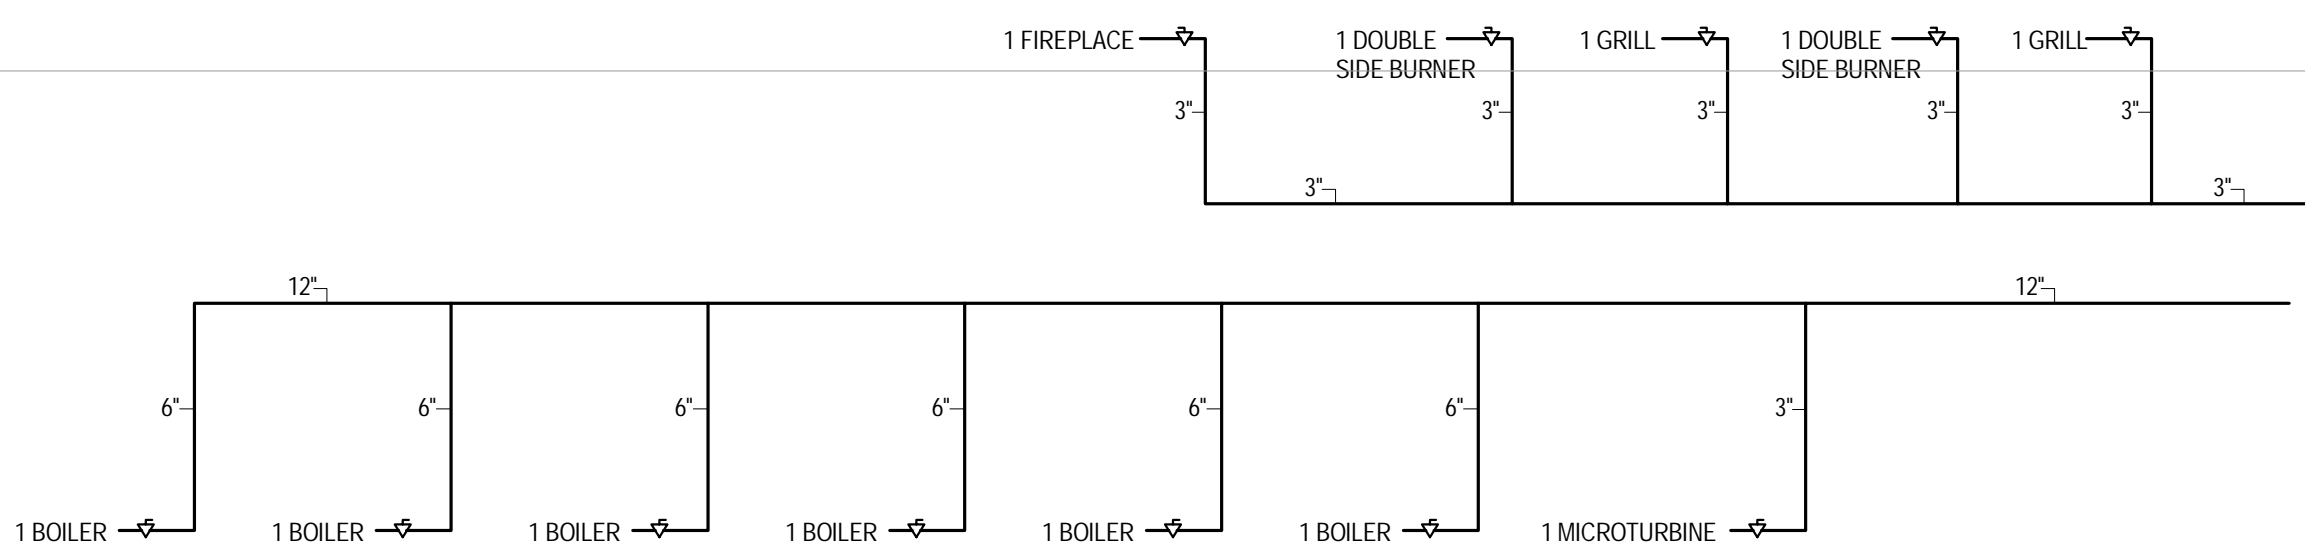 1 FIREPLACE
1 DOUBLE
SIDE BURNER
1 GRILL
1 DOUBLE
SIDE BURNER
1 GRILL
3"
3"
3"
3"
3"
3"
3"
12"
12"
6"
6"
6"
6"
6"
6"
3"
1 BOILER
1 BOILER
1 BOILER
1 BOILER
1 BOILER
1 BOILER
1 MICROTURBINE